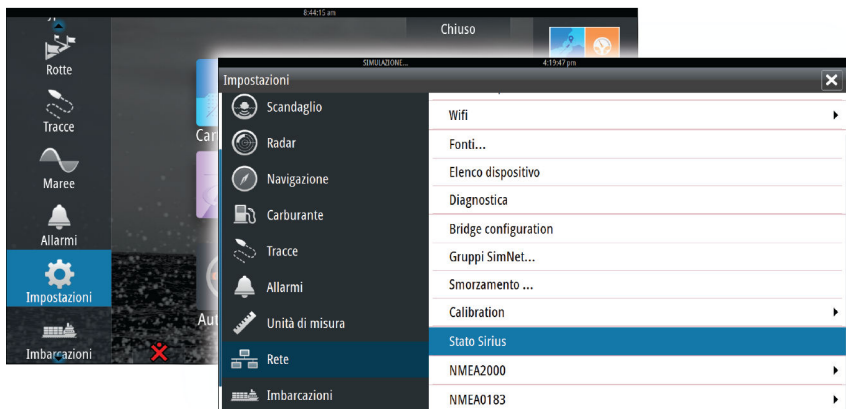 8:44:15 am
Chiuso
Rotte
Tracce
Maree
Allarmi
Impostazioni
Imbarcazioni
SIMULAZIONE...
4:19:47 pm
Impostazioni
Scandaglio
Radar
Navigazione
Carburante
Tracce
Allarmi
Unità di misura
Rete
Imbarcazioni
Wifi
Fonti...
Elenco dispositivo
Diagnostica
Bridge configuration
Gruppi SimNet...
Smorzamento ...
Calibration
Stato Sirius
NMEA2000
NMEA0183